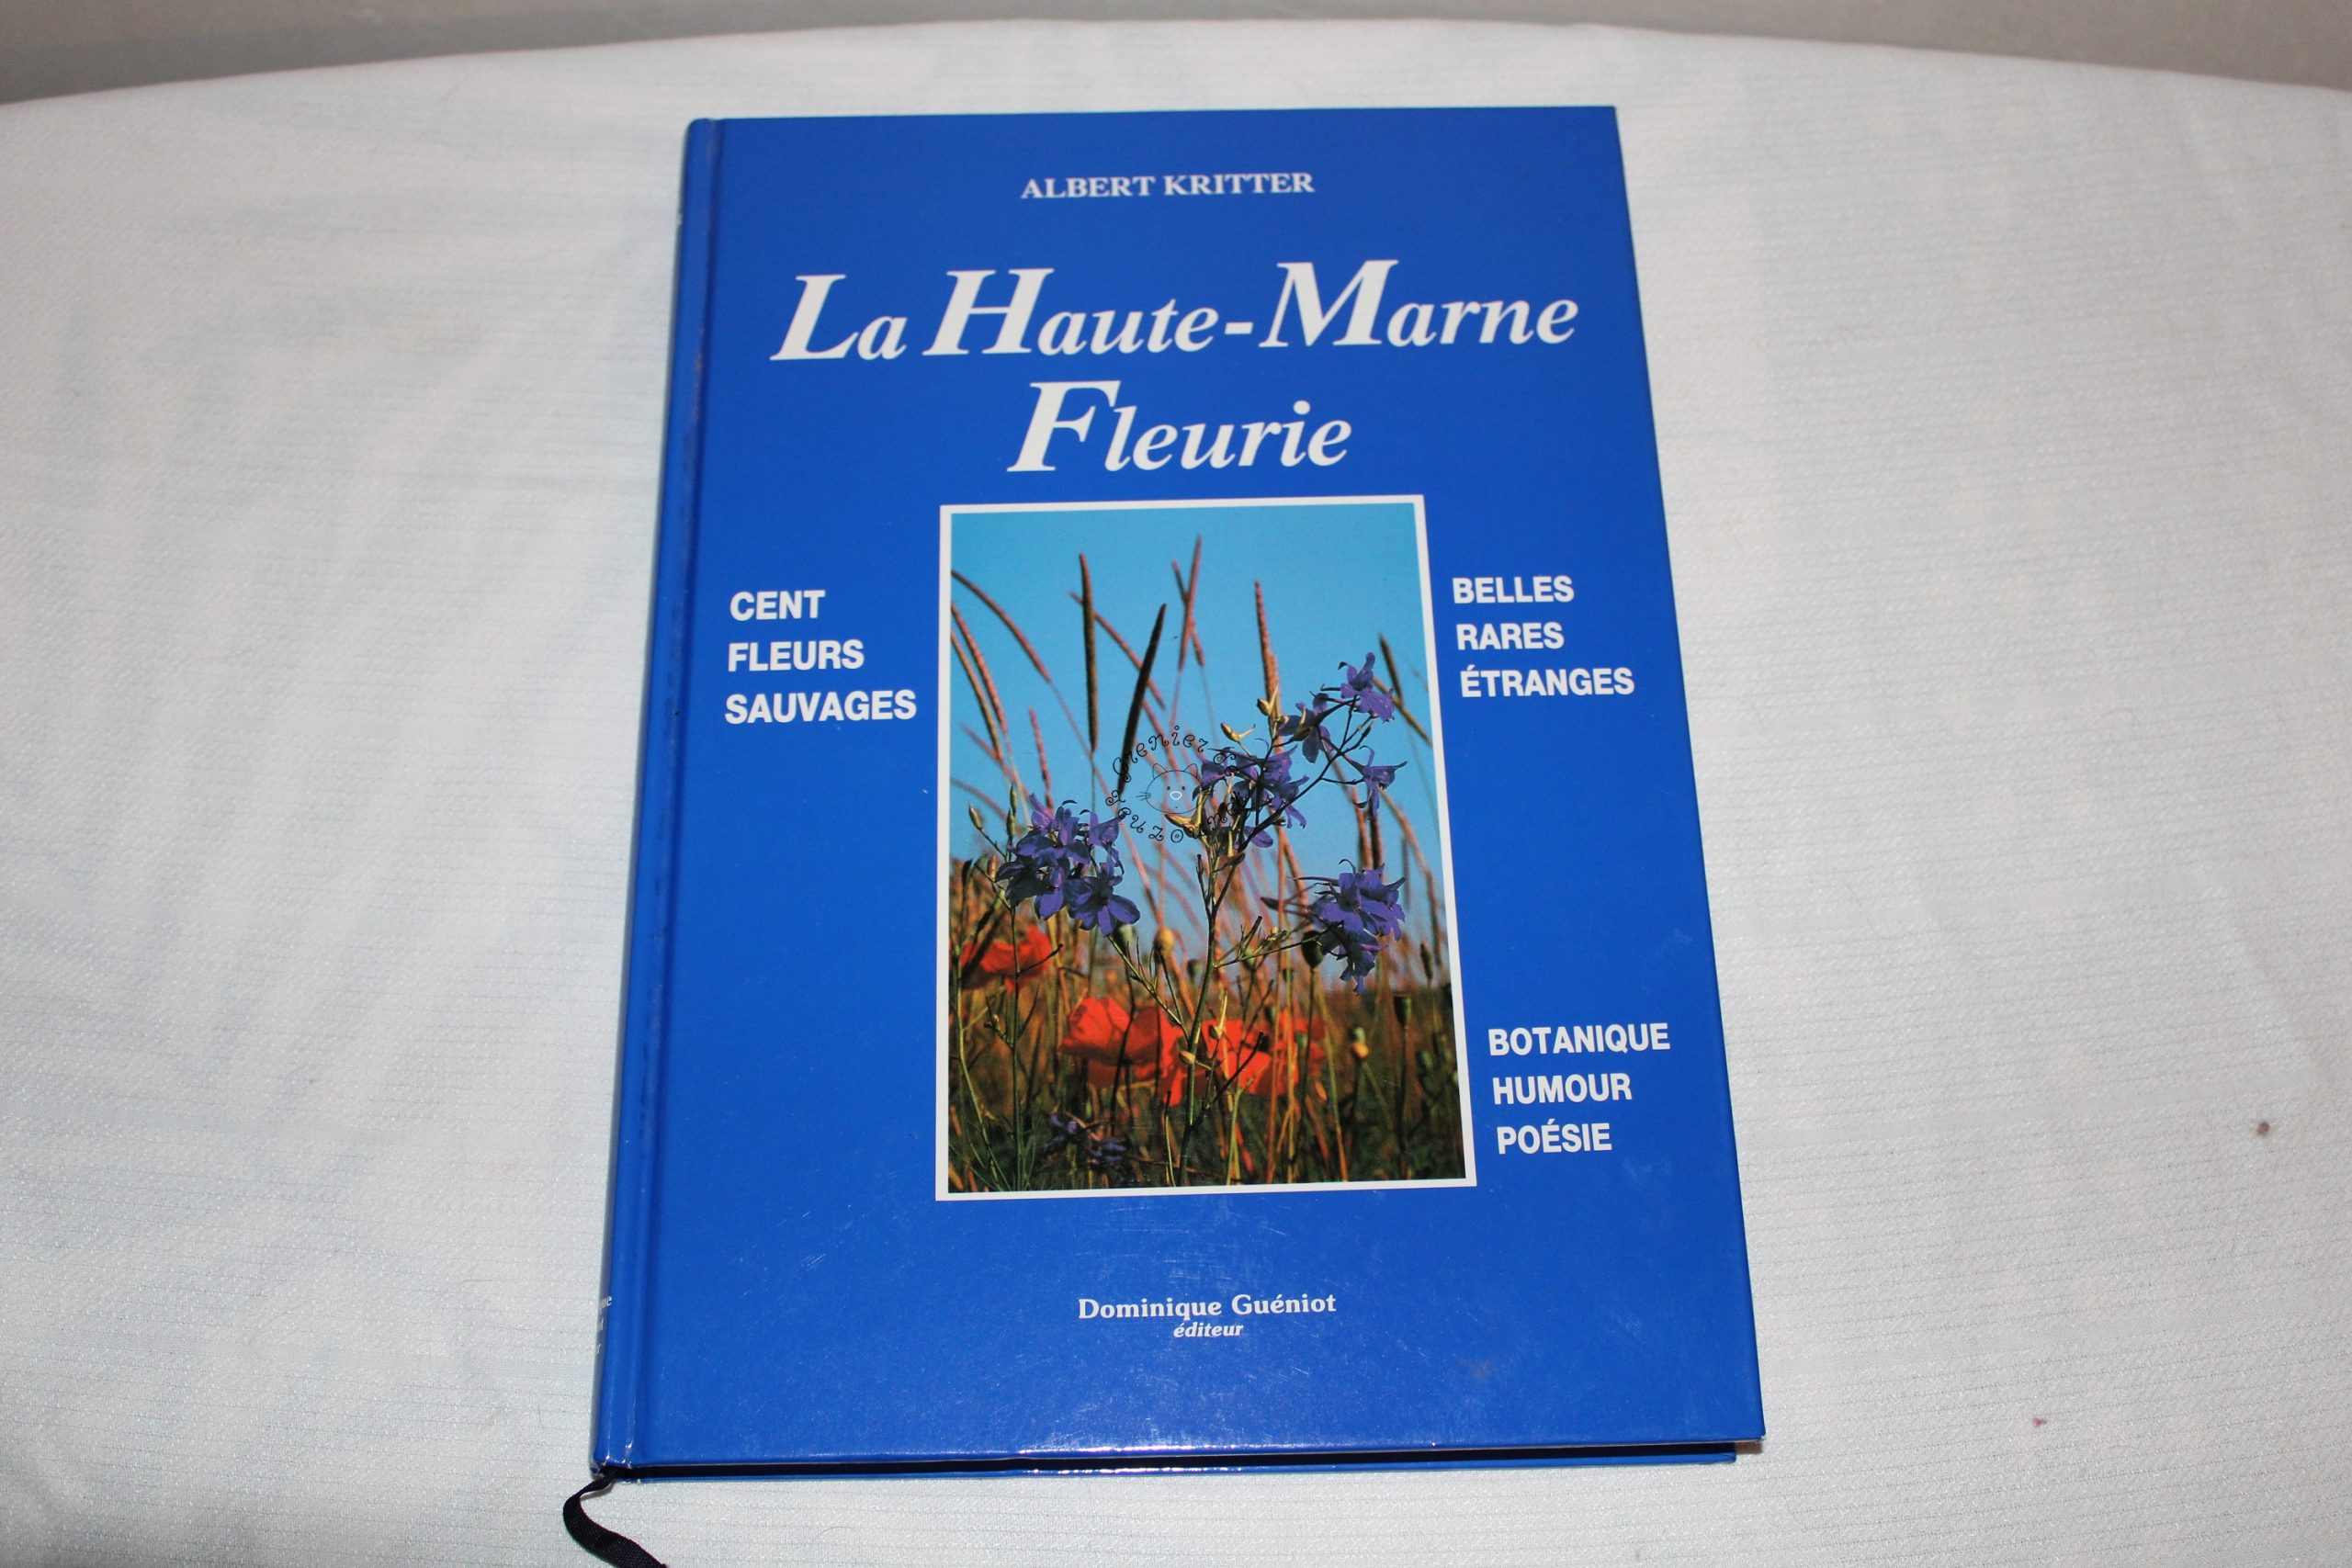 ALBERT KRITTER
La Haute-Marne
Fleurie
CENT
FLEURS
SAUVAGES
BELLES
RARES
ÉTRANGES
BOTANIQUE
HUMOUR
POÉSIE
Dominique Guéniot
éditeur